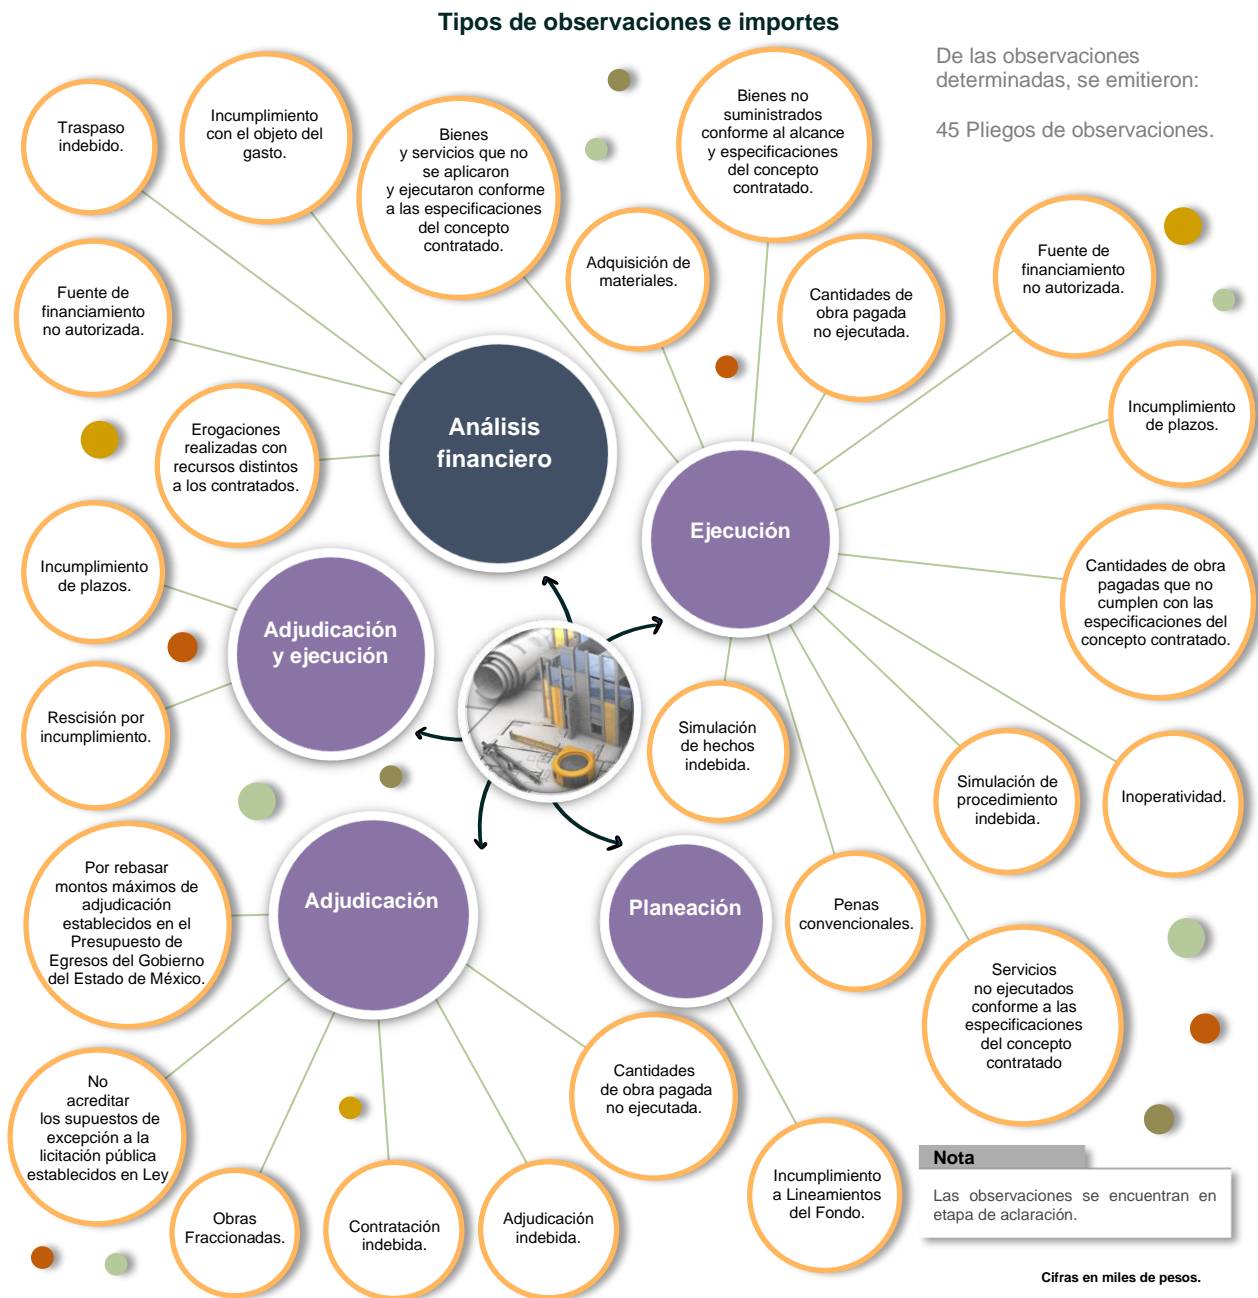 Tipos de observaciones e importes
De las observaciones
determinadas, se emitieron:
45 Pliegos de observaciones.
Traspaso
indebido.
Incumplimiento
con el objeto del
gasto.
Bienes
y servicios que no
se aplicaron
y ejecutaron conforme
a las especificaciones
del concepto
contratado.
Bienes no
suministrados
conforme al alcance
y especificaciones
del concepto
contratado.
Adquisición de
materiales.
Cantidades de
obra pagada
no ejecutada.
Fuente de
financiamiento
no autorizada.
Fuente de
financiamiento
no autorizada.
Incumplimiento
de plazos.
Erogaciones
realizadas con
recursos distintos
a los contratados.
Análisis
financiero
Ejecución
Incumplimiento
de plazos.
Adjudicación
y ejecución
Cantidades de obra
pagadas que no
cumplen con las
especificaciones del
concepto contratado.
Rescisión por
incumplimiento.
Simulación
de hechos
indebida.
Simulación de
procedimiento
indebida.
Inoperatividad.
Por rebasar
montos máximos de
adjudicación
establecidos en el
Presupuesto de
Egresos del Gobierno
del Estado de México.
Adjudicación
Planeación
Penas
convencionales.
Servicios
no ejecutados
conforme a las
especificaciones
del concepto
contratado
No
acreditar
los supuestos de
excepción a la
licitación pública
establecidos en Ley
Cantidades
de obra pagada
no ejecutada.
Obras
Fraccionadas.
Contratación
indebida.
Adjudicación
indebida.
Incumplimiento
a Lineamientos
del Fondo.
Nota
Las observaciones se encuentran en
etapa de aclaración.
Cifras en miles de pesos.